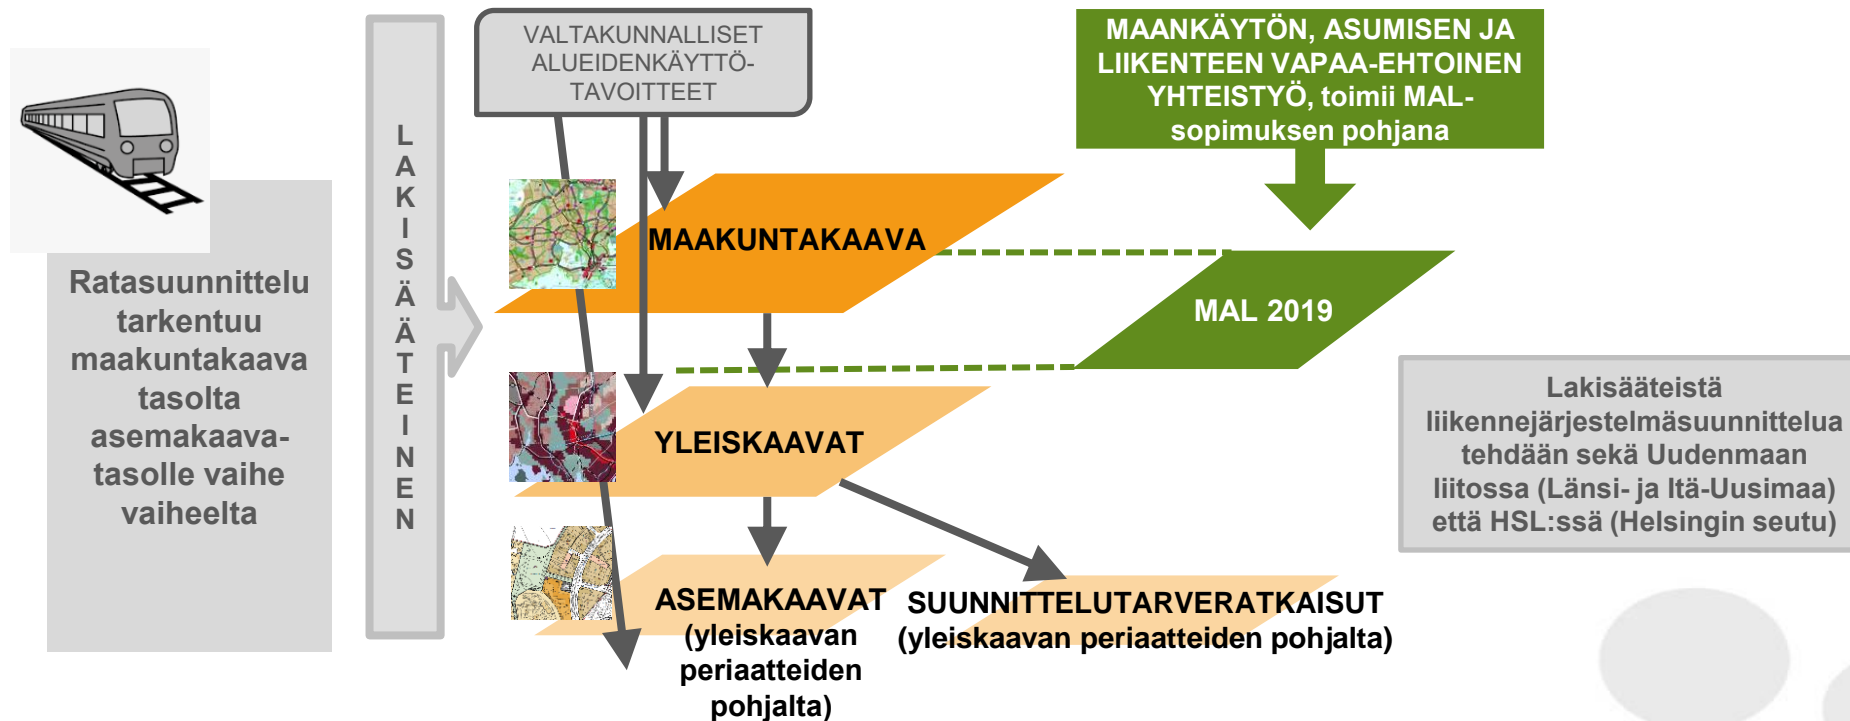 Ratasuunnittelu
tarkentuu
maakuntakaava
tasolta
asemakaava-
tasolle vaihe
vaiheelta
LAKISÄÄTEINEN
VALTAKUNNALLISET
ALUEIDENKÄYTTÖ-
TAVOITTEET
MAANKÄYTÖN, ASUMISEN JA
LIIKENTEEN VAPAA-EHTOINEN
YHTEISTYÖ, toimii MAL-
sopimuksen pohjana
MAAKUNTAKAAVA
MAL 2019
YLEISKAAVAT
Lakisääteistä
liikennejärjestelmäsuunnittelua
tehdään sekä Uudenmaan
liitossa (Länsi- ja Itä-Uusimaa)
että HSL:ssä (Helsingin seutu)
ASEMAKAAVAT
(yleiskaavan
periaatteiden
pohjalta)
SUUNNITTELUTARVERATKAISUT
(yleiskaavan periaatteiden pohjalta)